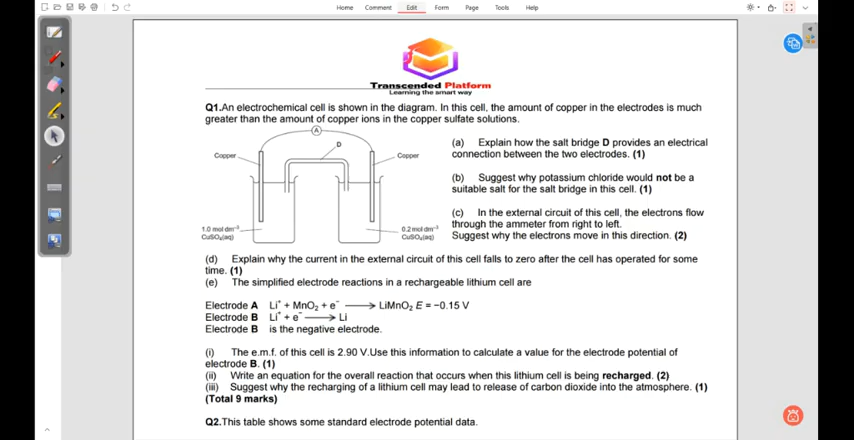 Home Comment Edit Form Page Tools Help
Transcended Platform
Learning the smart way
Q1.An electrochemical cell is shown in the diagram. In this cell, the amount of copper in the electrodes is much
greater than the amount of copper ions in the copper sulfate solutions.
A
D
Copper
Copper
1.0 mol dm⁻³
CuSO₄(aq)
0.2 mol dm⁻³
CuSO₄(aq)
(a) Explain how the salt bridge D provides an electrical
connection between the two electrodes. (1)
(b) Suggest why potassium chloride would not be a
suitable salt for the salt bridge in this cell. (1)
(c) In the external circuit of this cell, the electrons flow
through the ammeter from right to left.
Suggest why the electrons move in this direction. (2)
(d) Explain why the current in the external circuit of this cell falls to zero after the cell has operated for some
time. (1)
(e) The simplified electrode reactions in a rechargeable lithium cell are
Electrode A Li⁺ + MnO₂ + e⁻ ⟶ LiMnO₂ E = −0.15 V
Electrode B Li⁺ + e⁻ ⟶ Li
Electrode B is the negative electrode.
(i) The e.m.f. of this cell is 2.90 V.Use this information to calculate a value for the electrode potential of
electrode B. (1)
(ii) Write an equation for the overall reaction that occurs when this lithium cell is being recharged. (2)
(iii) Suggest why the recharging of a lithium cell may lead to release of carbon dioxide into the atmosphere. (1)
(Total 9 marks)
Q2.This table shows some standard electrode potential data.